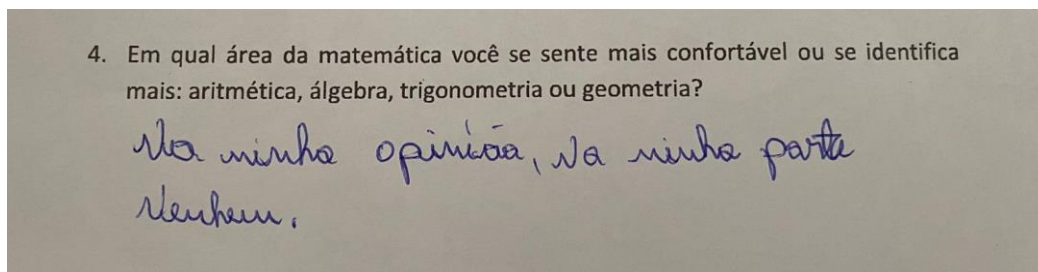 4. Em qual área da matemática você se sente mais confortável ou se identifica
mais: aritmética, álgebra, trigonometria ou geometria?
Na minha opinião, Na minha parte
Nenhem.